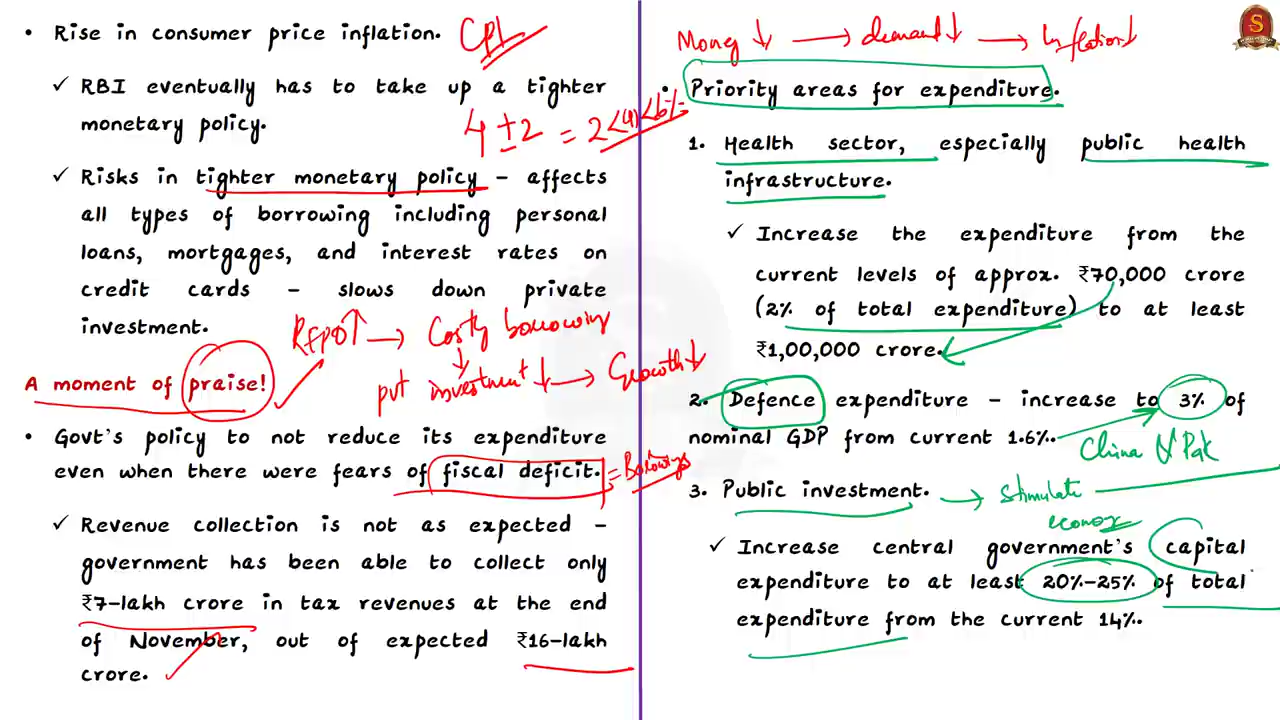 • Rise in consumer price inflation. CPI
✓ RBI eventually has to take up a tighter
monetary policy.
4 ± 2 = 2<(4)<6%
✓ Risks in tighter monetary policy – affects
all types of borrowing including personal
loans, mortgages, and interest rates on
credit cards – slows down private
investment.
Repo↑ → Costly borrowing
↓
put investment ↓ → Growth↓
A moment of praise!
• Govt's policy to not reduce its expenditure
even when there were fears of fiscal deficit. = Borrowings
✓ Revenue collection is not as expected –
government has been able to collect only
₹7-lakh crore in tax revenues at the end
of November, out of expected ₹16-lakh
crore.
S
Money ↓ → demand ↓ → Inflation↓
• Priority areas for expenditure.
1. Health sector, especially public health
infrastructure.
✓ Increase the expenditure from the
current levels of approx. ₹70,000 crore
(2% of total expenditure) to at least
₹1,00,000 crore.
2. Defence expenditure – increase to 3% of
nominal GDP from current 1.6%.
China & Pak
3. Public investment. → Stimulate
economy
✓ Increase central government's capital
expenditure to at least 20%-25% of total
expenditure from the current 14%.